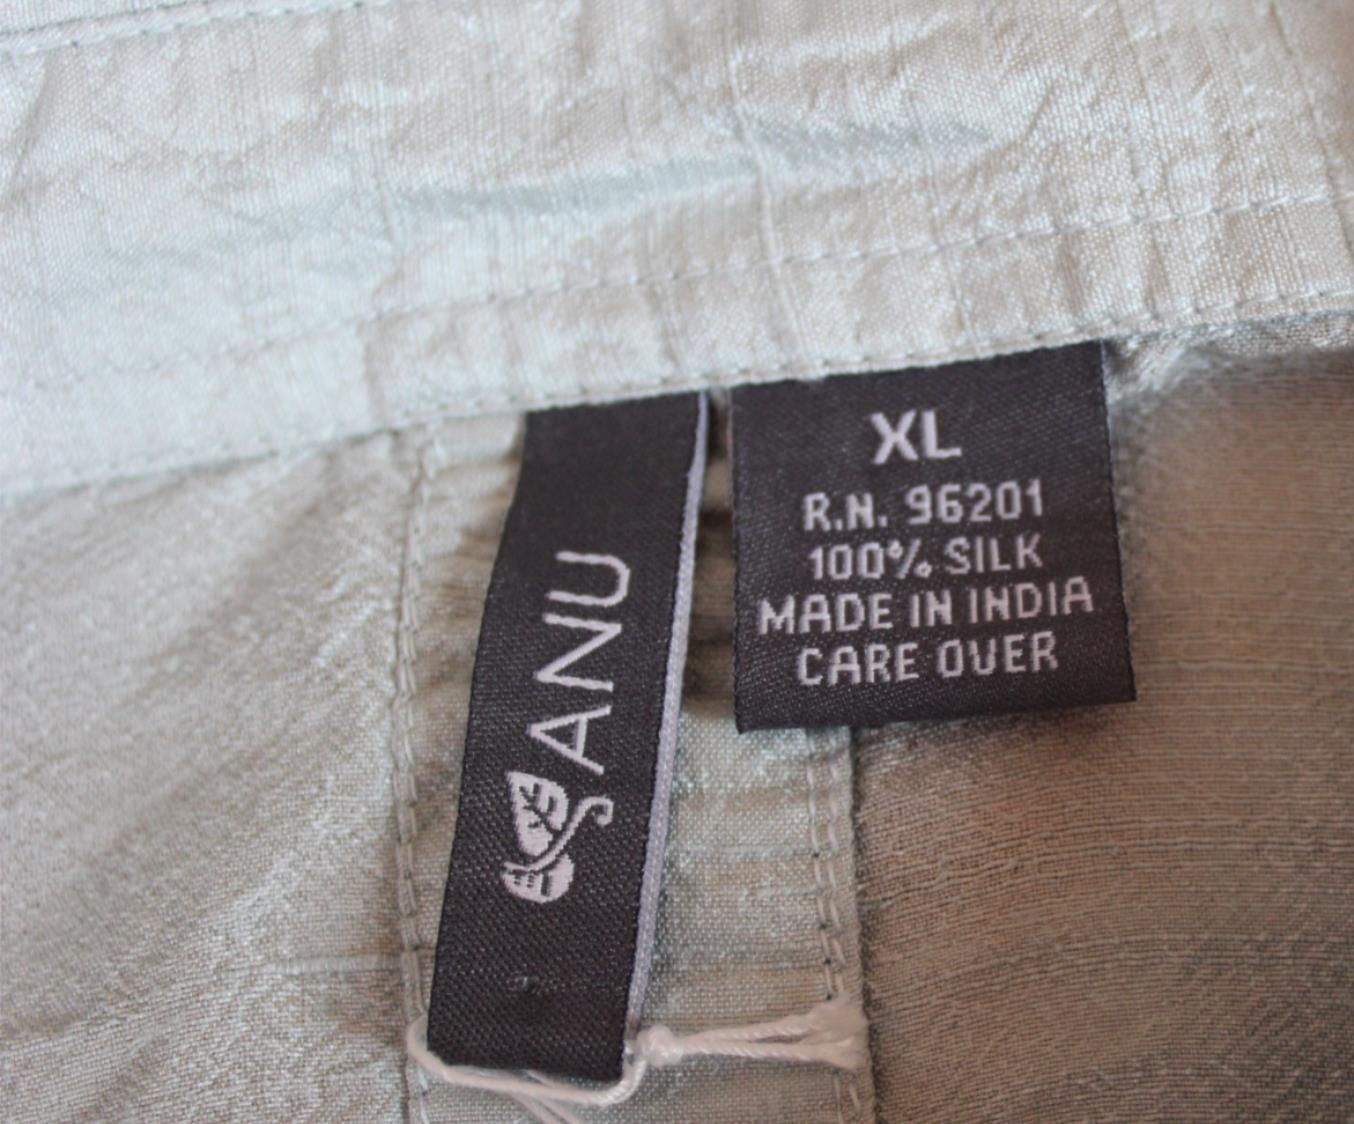 ANU
XL
R.N. 96201
100% SILK
MADE IN INDIA
CARE OVER